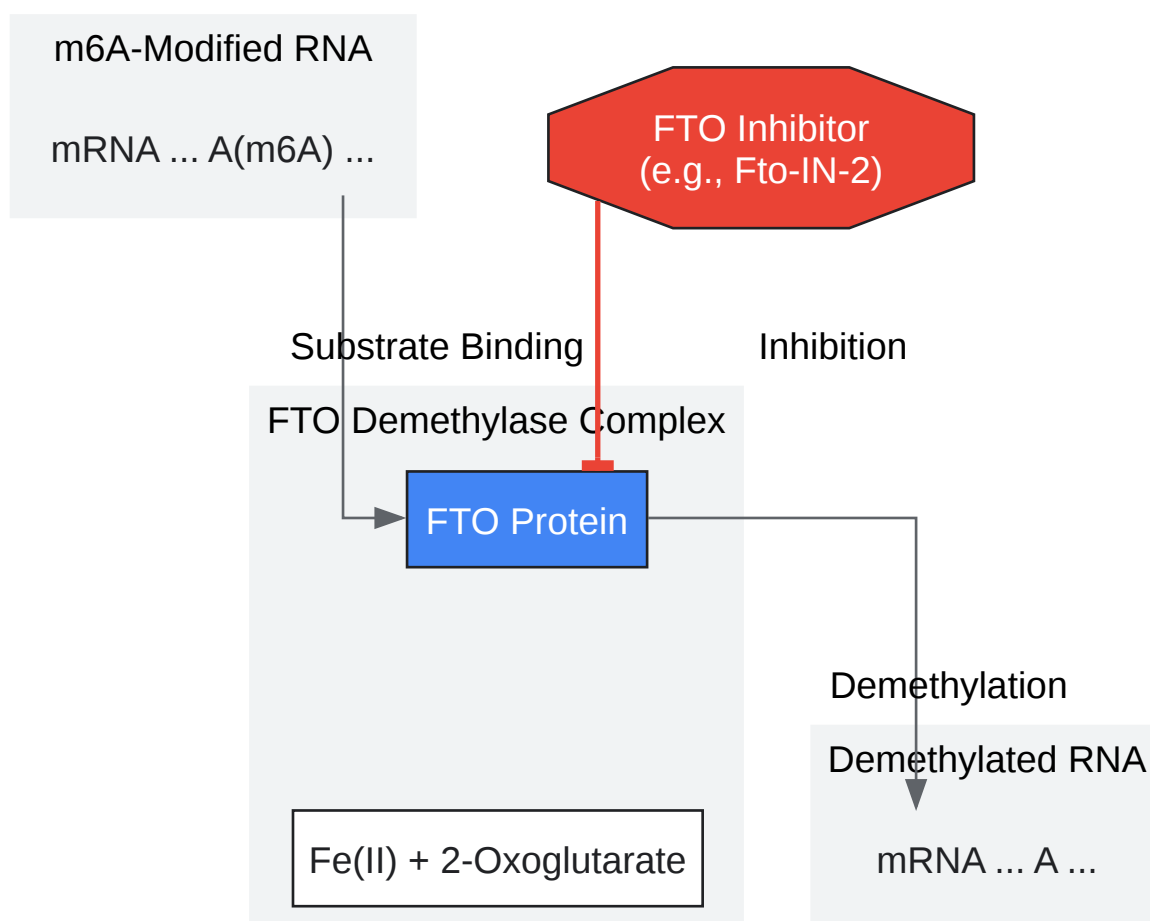 m6A-Modified RNA
mRNA ... A(m6A) ...
FTO Inhibitor
(e.g., Fto-IN-2)
Substrate Binding
Inhibition
FTO Demethylase Complex
FTO Protein
Demethylation
Demethylated RNA
Fe(II) + 2-Oxoglutarate
mRNA ... A ...